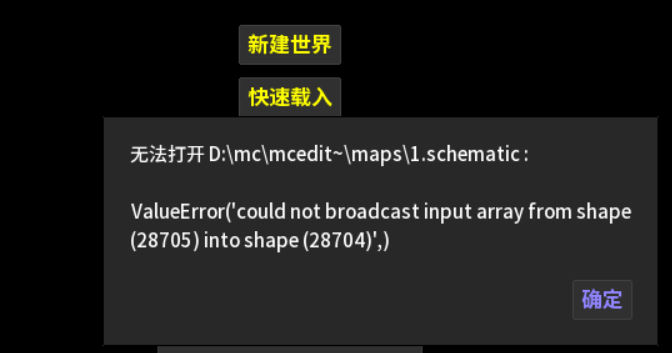 新建世界
快速载入
无法打开 D:\mc\mcedit~\maps\1.schematic :
ValueError('could not broadcast input array from shape
(28705) into shape (28704)',)
确定